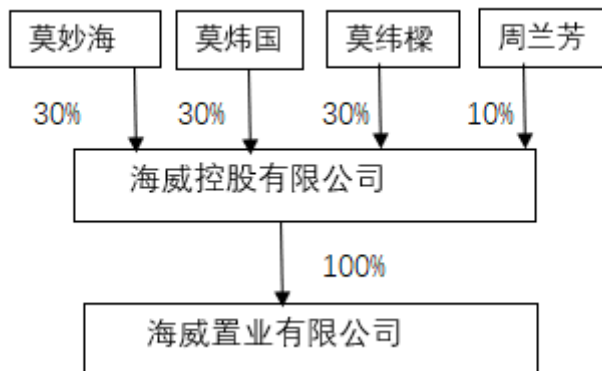 莫妙海 莫炜国 莫纬樑 周兰芳
30% 30% 30% 10%
海威控股有限公司
100%
海威置业有限公司